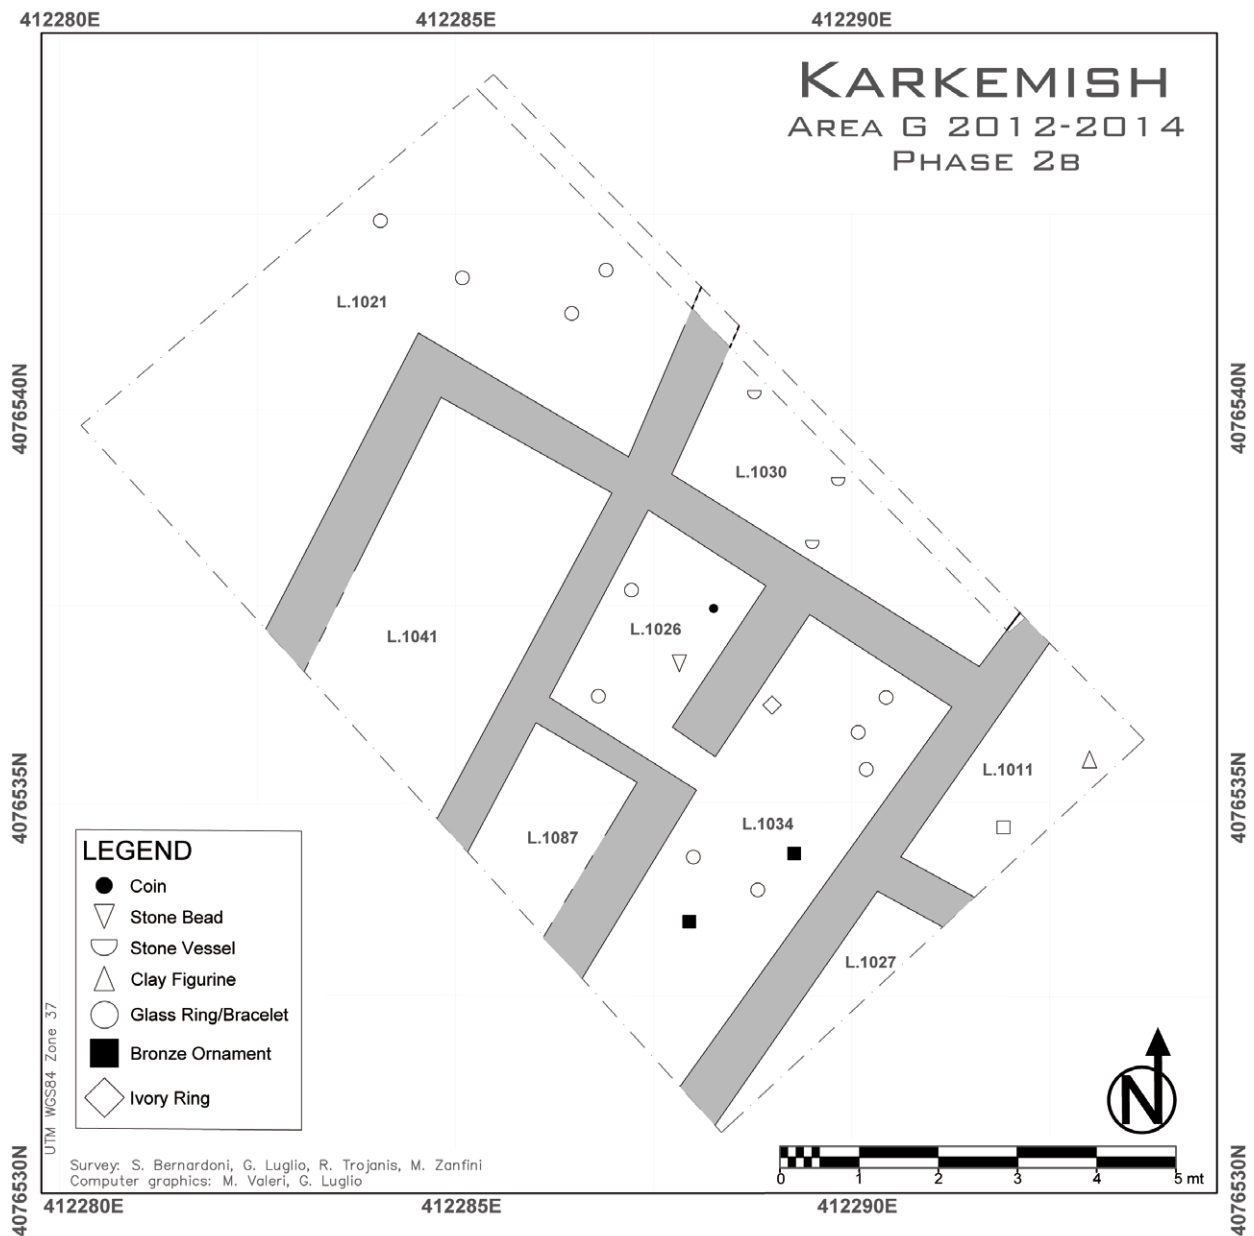 412280E 412285E 412290E
KARKEMISH
AREA G 2012-2014
PHASE 2B
L.1021
4076540N 4076540N
L.1030
L.1026
L.1041
L.1011
4076535N 4076535N
L.1034
L.1087
L.1027
LEGEND
Coin
Stone Bead
Stone Vessel
Clay Figurine
Glass Ring/Bracelet
Bronze Ornament
Ivory Ring
UTM WGS84 Zone 37
N
Survey: S. Bernardoni, G. Luglio, R. Trojanis, M. Zanfini
Computer graphics: M. Valeri, G. Luglio
0 1 2 3 4 5 mt
4076530N 4076530N
412280E 412285E 412290E